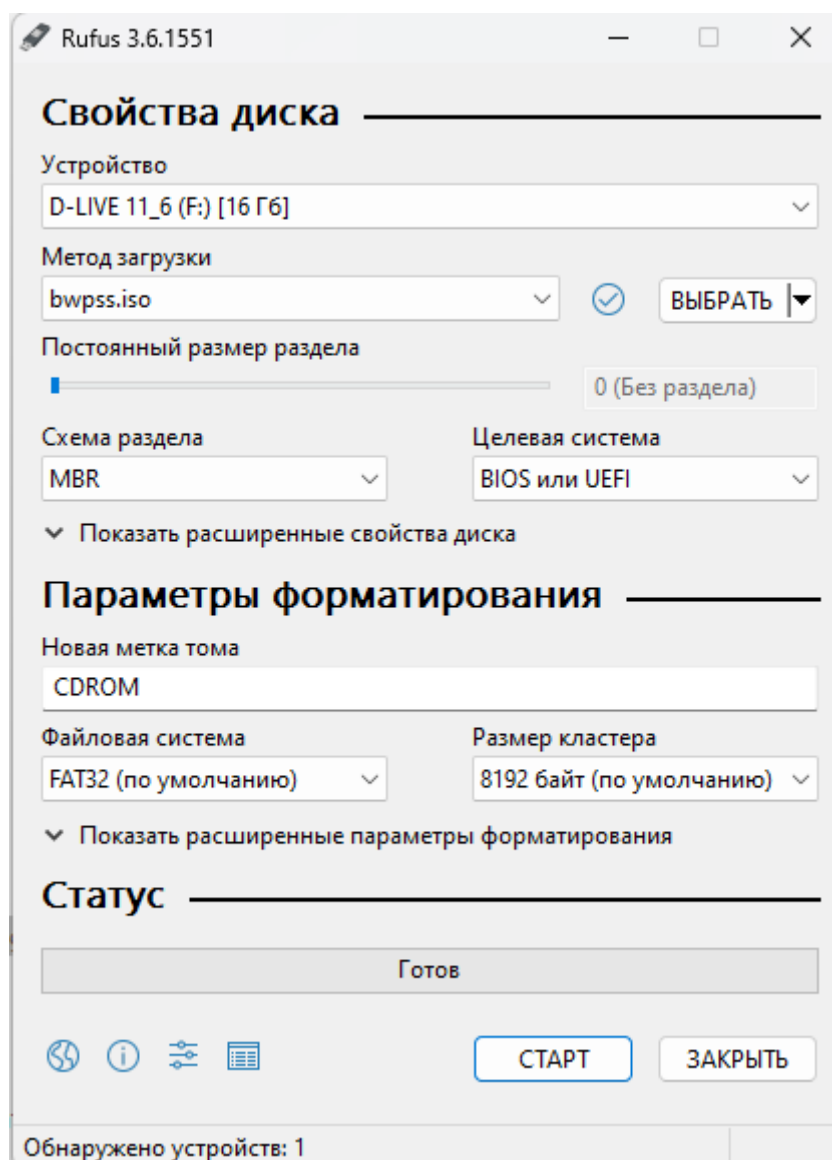 Rufus 3.6.1551
Свойства диска
Устройство
D-LIVE 11_6 (F:) [16 Гб]
Метод загрузки
bwpss.iso
ВЫБРАТЬ
Постоянный размер раздела
0 (Без раздела)
Схема раздела Целевая система
MBR BIOS или UEFI
Показать расширенные свойства диска
Параметры форматирования
Новая метка тома
CDROM
Файловая система Размер кластера
FAT32 (по умолчанию) 8192 байт (по умолчанию)
Показать расширенные параметры форматирования
Статус
Готов
СТАРТ ЗАКРЫТЬ
Обнаружено устройств: 1